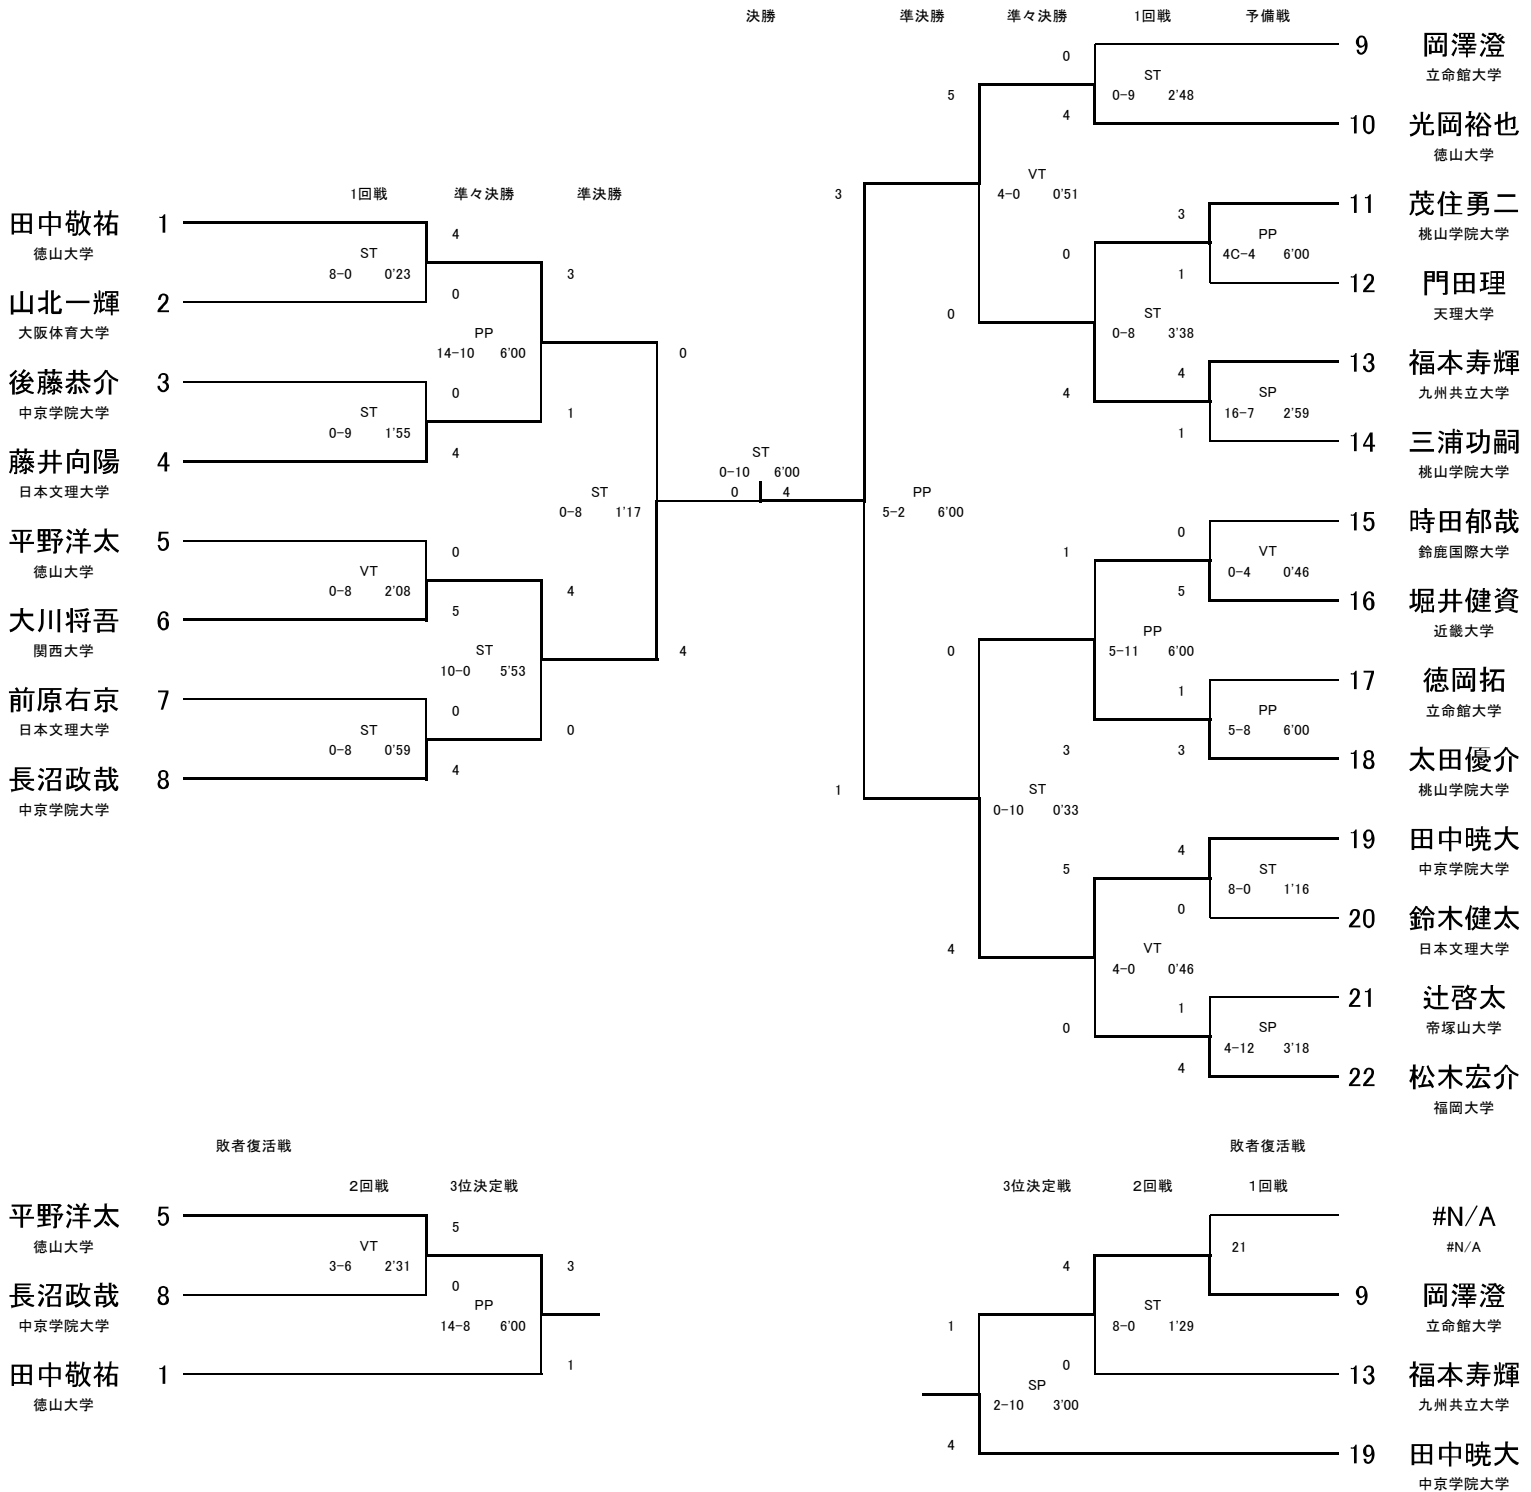 決勝 準決勝 準々決勝 1回戦 予備戦
0 9 岡澤澄
ST 立命館大学
5 0-9 2'48
4 10 光岡裕也
徳山大学
VT
1回戦 準々決勝 準決勝 3 4-0 0'51
田中敬祐 1 4 3 11 茂住勇二
徳山大学 PP 桃山学院大学
ST 0 4C-4 6'00
8-0 0'23 3 1 12 門田理
山北一輝 2 0 天理大学
大阪体育大学 PP 0 ST
14-10 6'00 0 0-8 3'38
後藤恭介 3 0 4 4 13 福本寿輝
中京学院大学 ST 1 SP 九州共立大学
0-9 1'55 16-7 2'59
藤井向陽 4 4 ST 1 14 三浦功嗣
日本文理大学 0-10 6'00 桃山学院大学
ST 0 4 PP
0-8 1'17 5-2 6'00
平野洋太 5 0 1 0 15 時田郁哉
徳山大学 VT VT 鈴鹿国際大学
0-8 2'08 4 0-4 0'46
大川将吾 6 5 5 16 堀井健資
関西大学 ST 4 0 PP 近畿大学
10-0 5'53 5-11 6'00
前原右京 7 0 1 17 徳岡拓
日本文理大学 ST 0 PP 立命館大学
0-8 0'59 5-8 6'00
長沼政哉 8 4 3 3 18 太田優介
中京学院大学 1 ST 桃山学院大学
0-10 0'33
4 19 田中暁大
5 ST 中京学院大学
8-0 1'16
0 20 鈴木健太
4 VT 日本文理大学
4-0 0'46
1 21 辻啓太
0 SP 帝塚山大学
4-12 3'18
4 22 松木宏介
福岡大学
敗者復活戦 敗者復活戦
2回戦 3位決定戦 3位決定戦 2回戦 1回戦
平野洋太 5 5 #N/A
徳山大学 VT 21 #N/A
3-6 2'31 3 4
長沼政哉 8 0 9 岡澤澄
中京学院大学 PP ST 立命館大学
14-8 6'00 1 8-0 1'29
田中敬祐 1 1 0 13 福本寿輝
徳山大学 SP 九州共立大学
2-10 3'00
4 19 田中暁大
中京学院大学